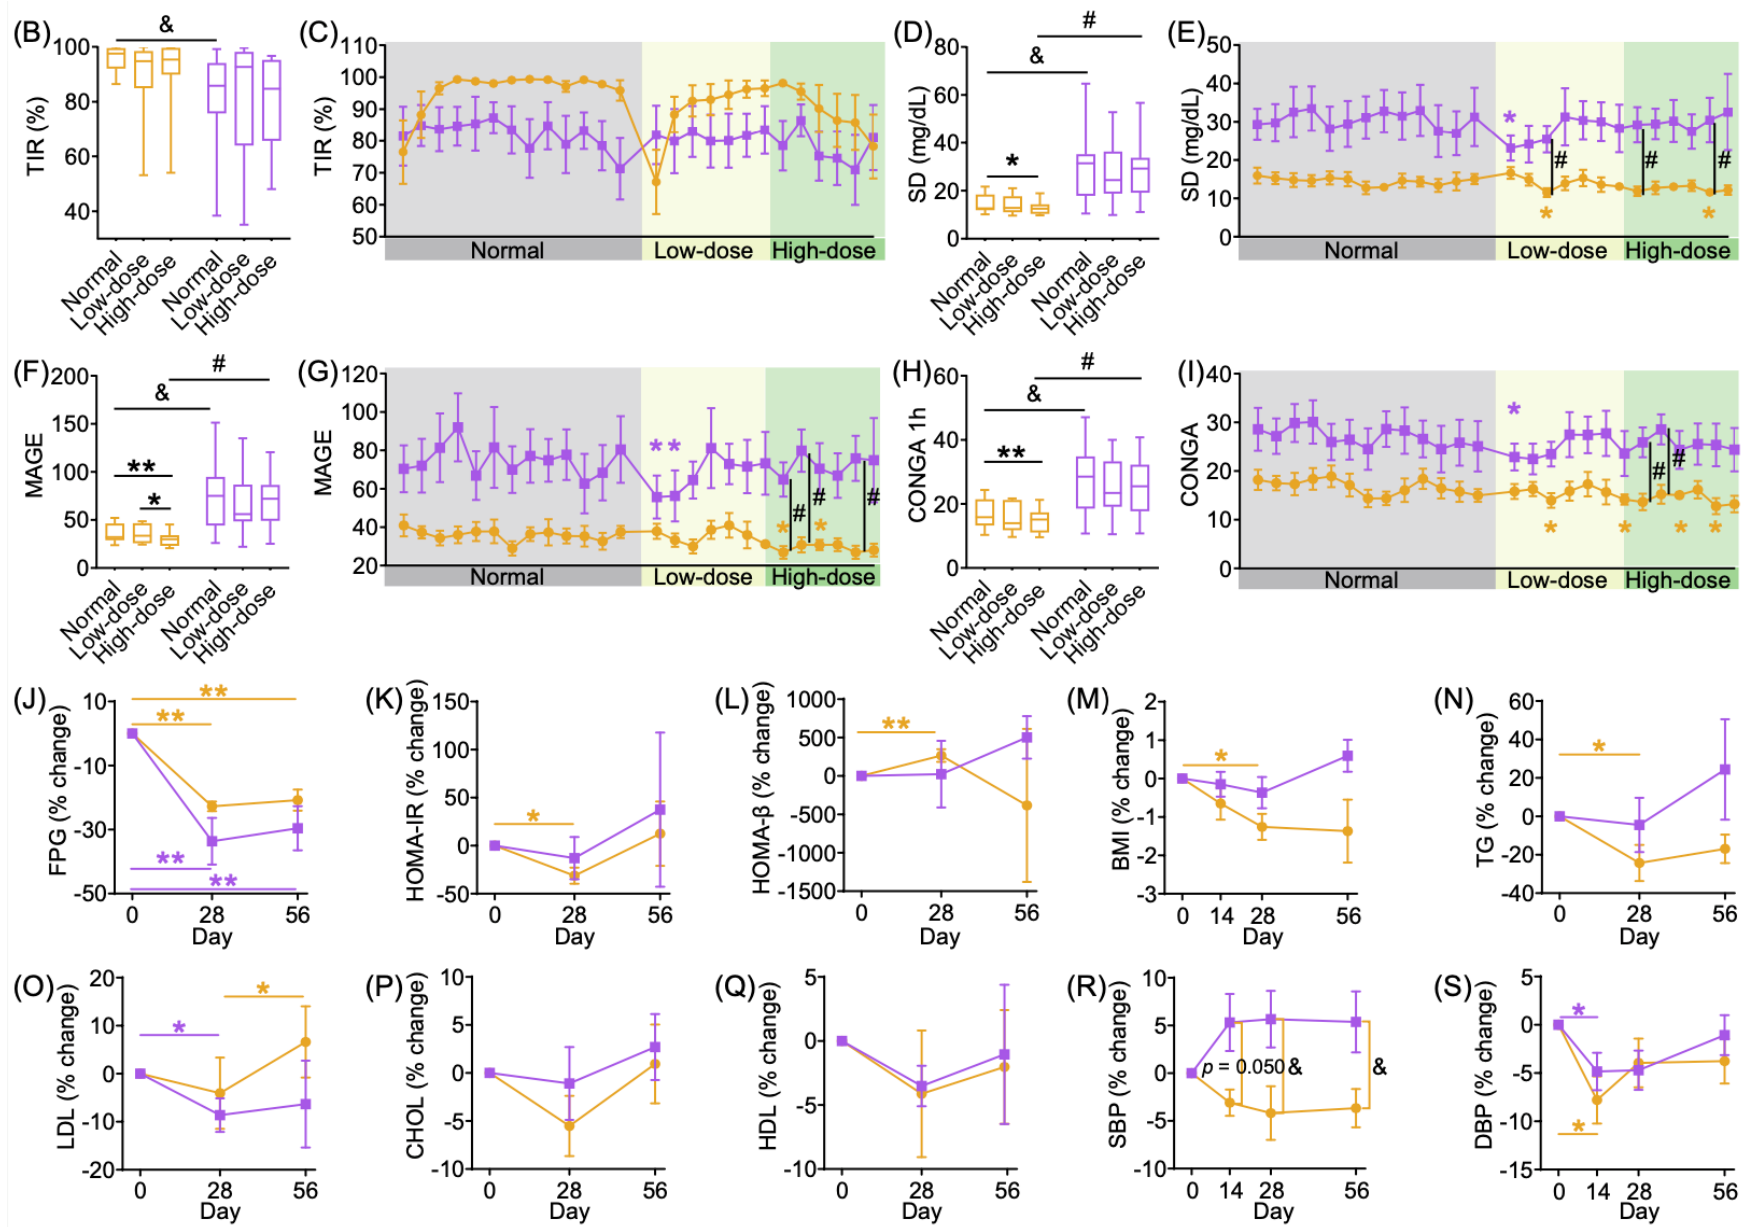 (B)
&
TIR (%)
100
80
60
40
Normal
Low-dose
High-dose
Normal
Low-dose
High-dose
(C)
TIR (%)
110
100
90
80
70
60
50
Normal
Low-dose
High-dose
(D)
#
&
*
SD (mg/dL)
80
60
40
20
0
Normal
Low-dose
High-dose
Normal
Low-dose
High-dose
(E)
SD (mg/dL)
50
40
30
20
10
0
*
#
#
#
*
*
Normal
Low-dose
High-dose
(F)
#
&
**
*
MAGE
200
150
100
50
0
Normal
Low-dose
High-dose
Normal
Low-dose
High-dose
(G)
MAGE
120
100
80
60
40
20
**
*
#
#
*
#
Normal
Low-dose
High-dose
(H)
#
&
**
CONGA 1h
60
40
20
0
Normal
Low-dose
High-dose
Normal
Low-dose
High-dose
(I)
CONGA
40
30
20
10
0
*
#
#
*
*
*
*
Normal
Low-dose
High-dose
(J)
FPG (% change)
10
-10
-30
-50
**
**
**
**
0 28 56
Day
(K)
HOMA-IR (% change)
150
100
50
0
-50
*
0 28 56
Day
(L)
HOMA-β (% change)
1000
500
0
-500
-1000
-1500
**
0 28 56
Day
(M)
BMI (% change)
2
1
0
-1
-2
-3
*
0 14 28 56
Day
(N)
TG (% change)
60
40
20
0
-20
-40
*
0 28 56
Day
(O)
LDL (% change)
20
10
0
-10
-20
*
*
0 28 56
Day
(P)
CHOL (% change)
10
5
0
-5
-10
0 28 56
Day
(Q)
HDL (% change)
5
0
-5
-10
0 28 56
Day
(R)
SBP (% change)
10
5
0
-5
-10
p = 0.050 &
&
0 14 28 56
Day
(S)
DBP (% change)
5
0
-5
-10
-15
*
*
0 14 28 56
Day